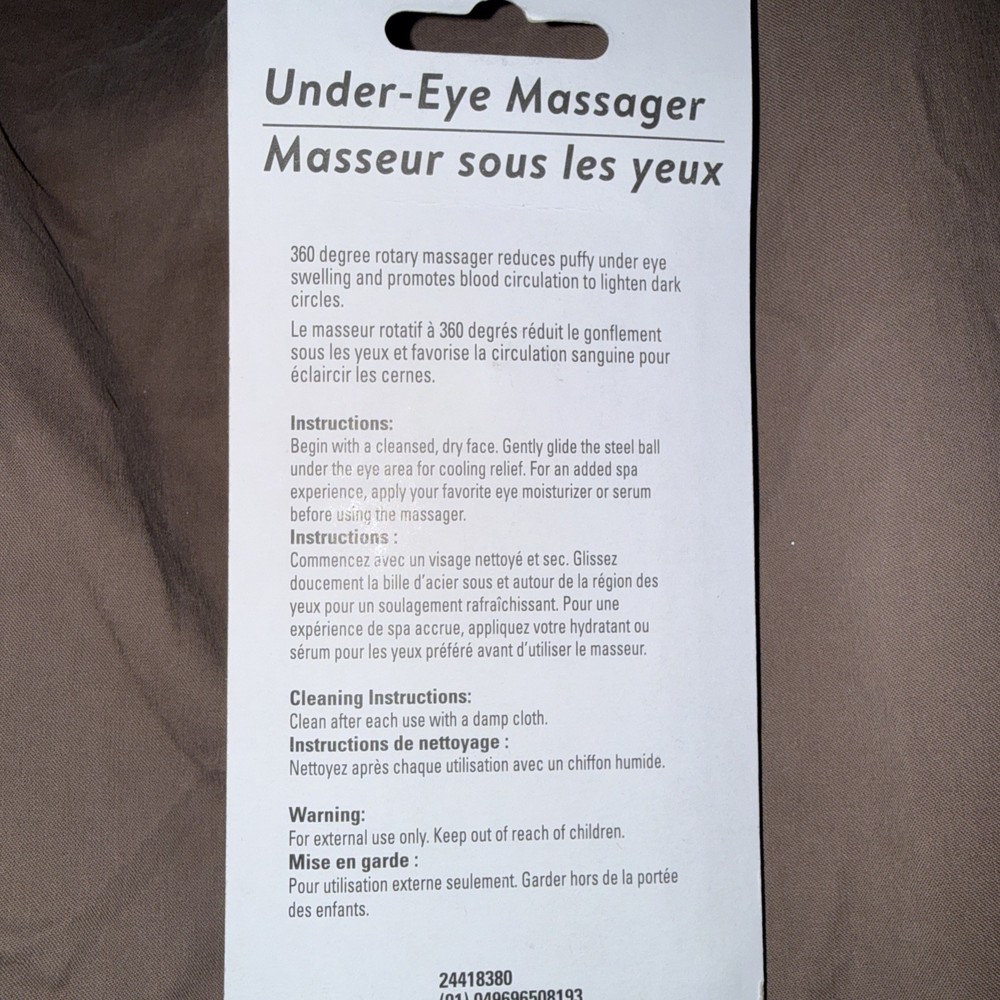 Under-Eye Massager
Masseur sous les yeux
360 degree rotary massager reduces puffy under eye
swelling and promotes blood circulation to lighten dark
circles.
Le masseur rotatif à 360 degrés réduit le gonflement
sous les yeux et favorise la circulation sanguine pour
éclaircir les cernes.
Instructions:
Begin with a cleansed, dry face. Gently glide the steel ball
under the eye area for cooling relief. For an added spa
experience, apply your favorite eye moisturizer or serum
before using the massager.
Instructions :
Commencez avec un visage nettoyé et sec. Glissez
doucement la bille d'acier sous et autour de la région des
yeux pour un soulagement rafraîchissant. Pour une
expérience de spa accrue, appliquez votre hydratant ou
sérum pour les yeux préféré avant d'utiliser le masseur.
Cleaning Instructions:
Clean after each use with a damp cloth.
Instructions de nettoyage :
Nettoyez après chaque utilisation avec un chiffon humide.
Warning:
For external use only. Keep out of reach of children.
Mise en garde :
Pour utilisation externe seulement. Garder hors de la portée
des enfants.
24418380
(01) 049696508193